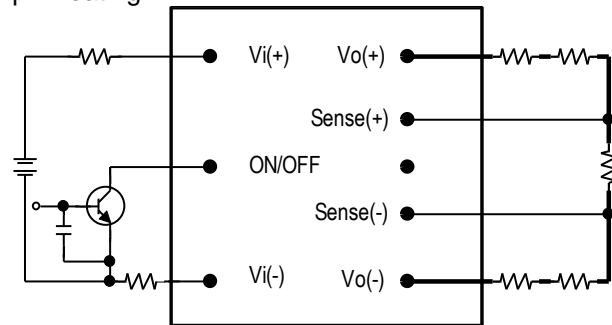 Vi(+) Vo(+)
Sense(+)
ON/OFF
Sense(-)
Vi(-) Vo(-)